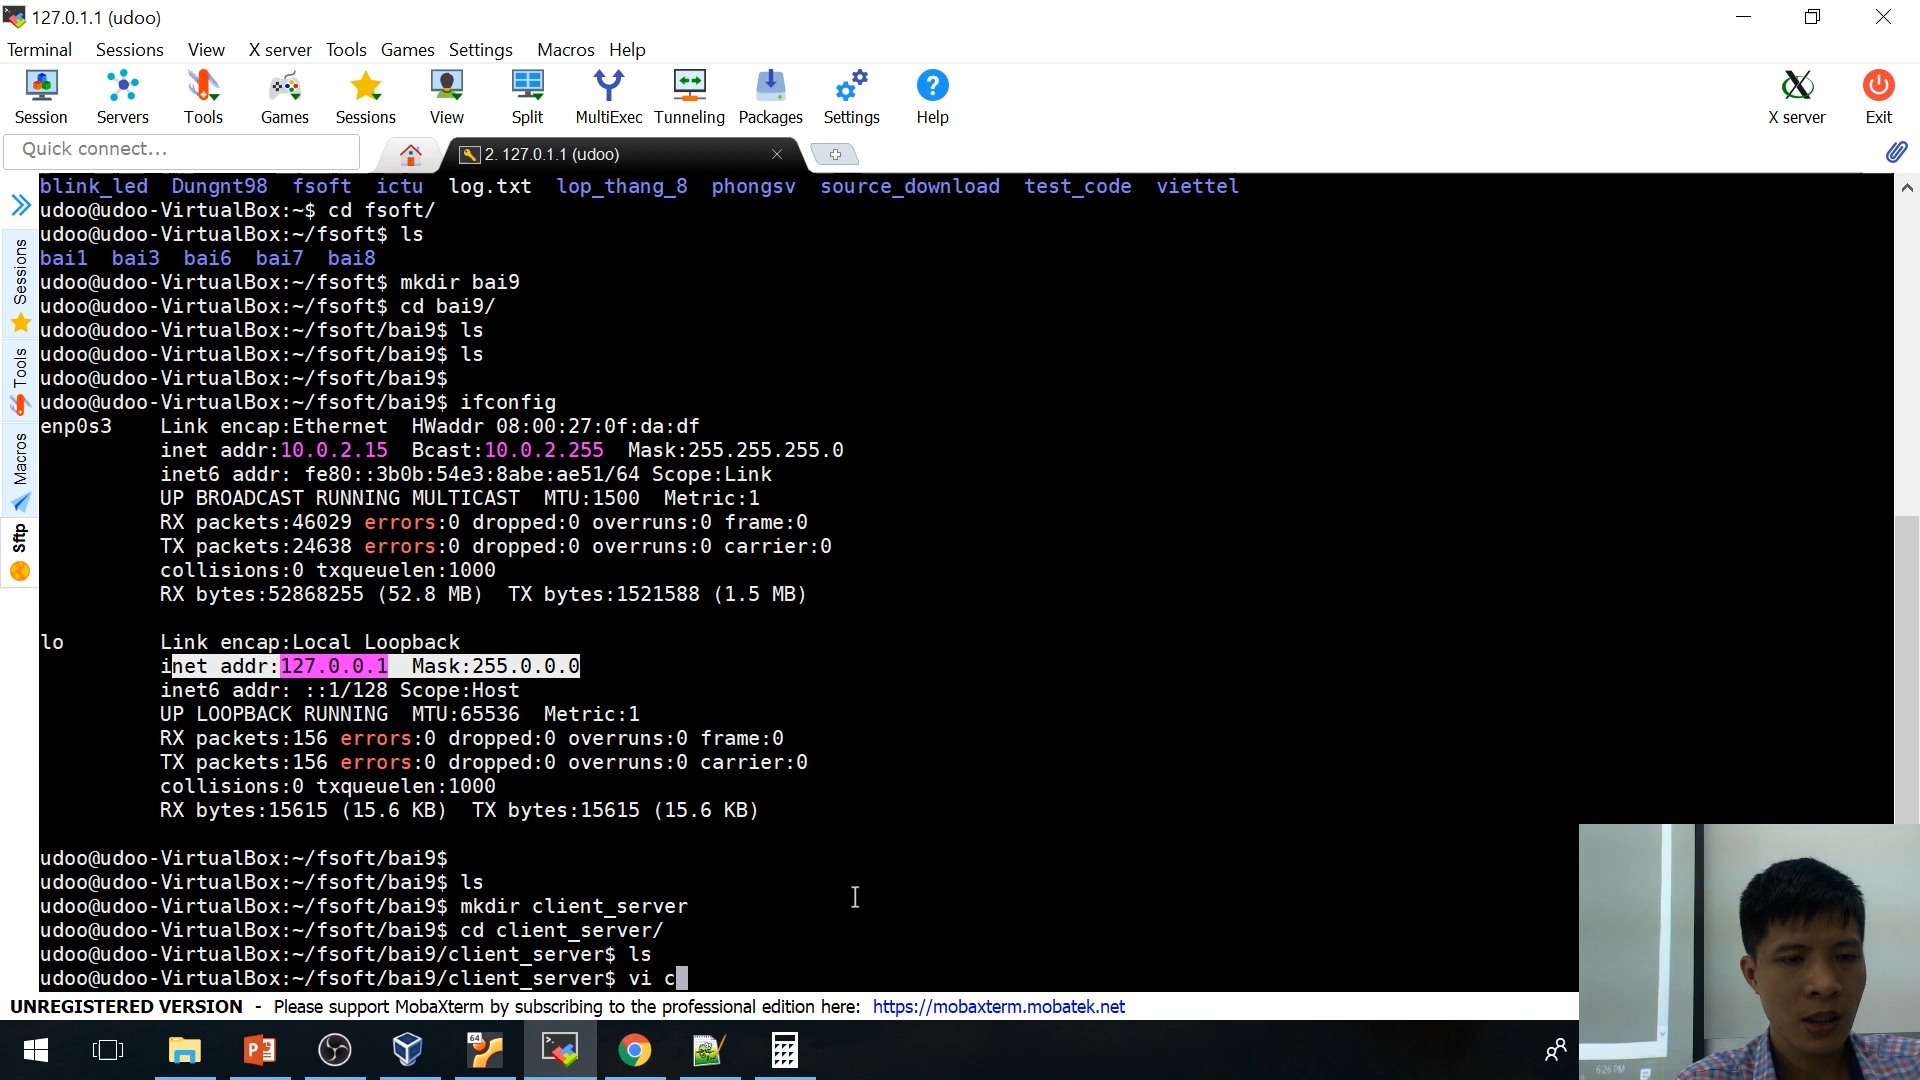 127.0.1.1 (udoo)
Terminal Sessions View X server Tools Games Settings Macros Help
Session Servers Tools Games Sessions View Split MultiExec Tunneling Packages Settings Help X server Exit
Quick connect...
2. 127.0.1.1 (udoo)
blink_led Dungnt98 fsoft ictu log.txt lop_thang_8 phongsv source_download test_code viettel
udoo@udoo-VirtualBox:~$ cd fsoft/
udoo@udoo-VirtualBox:~/fsoft$ ls
bai1 bai3 bai6 bai7 bai8
udoo@udoo-VirtualBox:~/fsoft$ mkdir bai9
udoo@udoo-VirtualBox:~/fsoft$ cd bai9/
udoo@udoo-VirtualBox:~/fsoft/bai9$ ls
udoo@udoo-VirtualBox:~/fsoft/bai9$ ls
udoo@udoo-VirtualBox:~/fsoft/bai9$
udoo@udoo-VirtualBox:~/fsoft/bai9$ ifconfig
enp0s3 Link encap:Ethernet HWaddr 08:00:27:0f:da:df
inet addr:10.0.2.15 Bcast:10.0.2.255 Mask:255.255.255.0
inet6 addr: fe80::3b0b:54e3:8abe:ae51/64 Scope:Link
UP BROADCAST RUNNING MULTICAST MTU:1500 Metric:1
RX packets:46029 errors:0 dropped:0 overruns:0 frame:0
TX packets:24638 errors:0 dropped:0 overruns:0 carrier:0
collisions:0 txqueuelen:1000
RX bytes:52868255 (52.8 MB) TX bytes:1521588 (1.5 MB)
lo Link encap:Local Loopback
inet addr:127.0.0.1 Mask:255.0.0.0
inet6 addr: ::1/128 Scope:Host
UP LOOPBACK RUNNING MTU:65536 Metric:1
RX packets:156 errors:0 dropped:0 overruns:0 frame:0
TX packets:156 errors:0 dropped:0 overruns:0 carrier:0
collisions:0 txqueuelen:1000
RX bytes:15615 (15.6 KB) TX bytes:15615 (15.6 KB)
udoo@udoo-VirtualBox:~/fsoft/bai9$
udoo@udoo-VirtualBox:~/fsoft/bai9$ ls
udoo@udoo-VirtualBox:~/fsoft/bai9$ mkdir client_server
udoo@udoo-VirtualBox:~/fsoft/bai9$ cd client_server/
udoo@udoo-VirtualBox:~/fsoft/bai9/client_server$ ls
udoo@udoo-VirtualBox:~/fsoft/bai9/client_server$ vi c
Sessions
Tools
Macros
Sftp
UNREGISTERED VERSION - Please support MobaXterm by subscribing to the professional edition here: https://mobaxterm.mobatek.net
64
6:26 PM